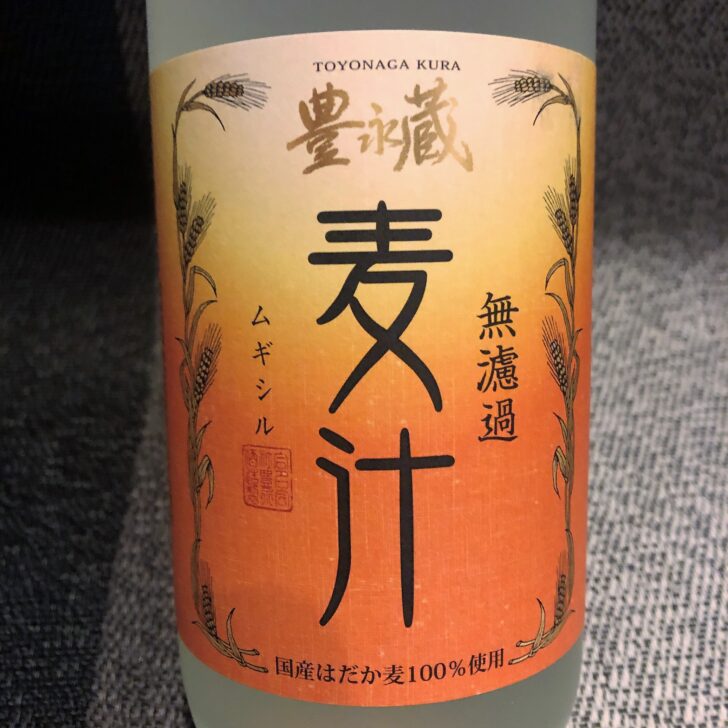 TOYONAGA KURA
豊永蔵
無濾過
麦汁
ムギシル
国産はだか麦100%使用